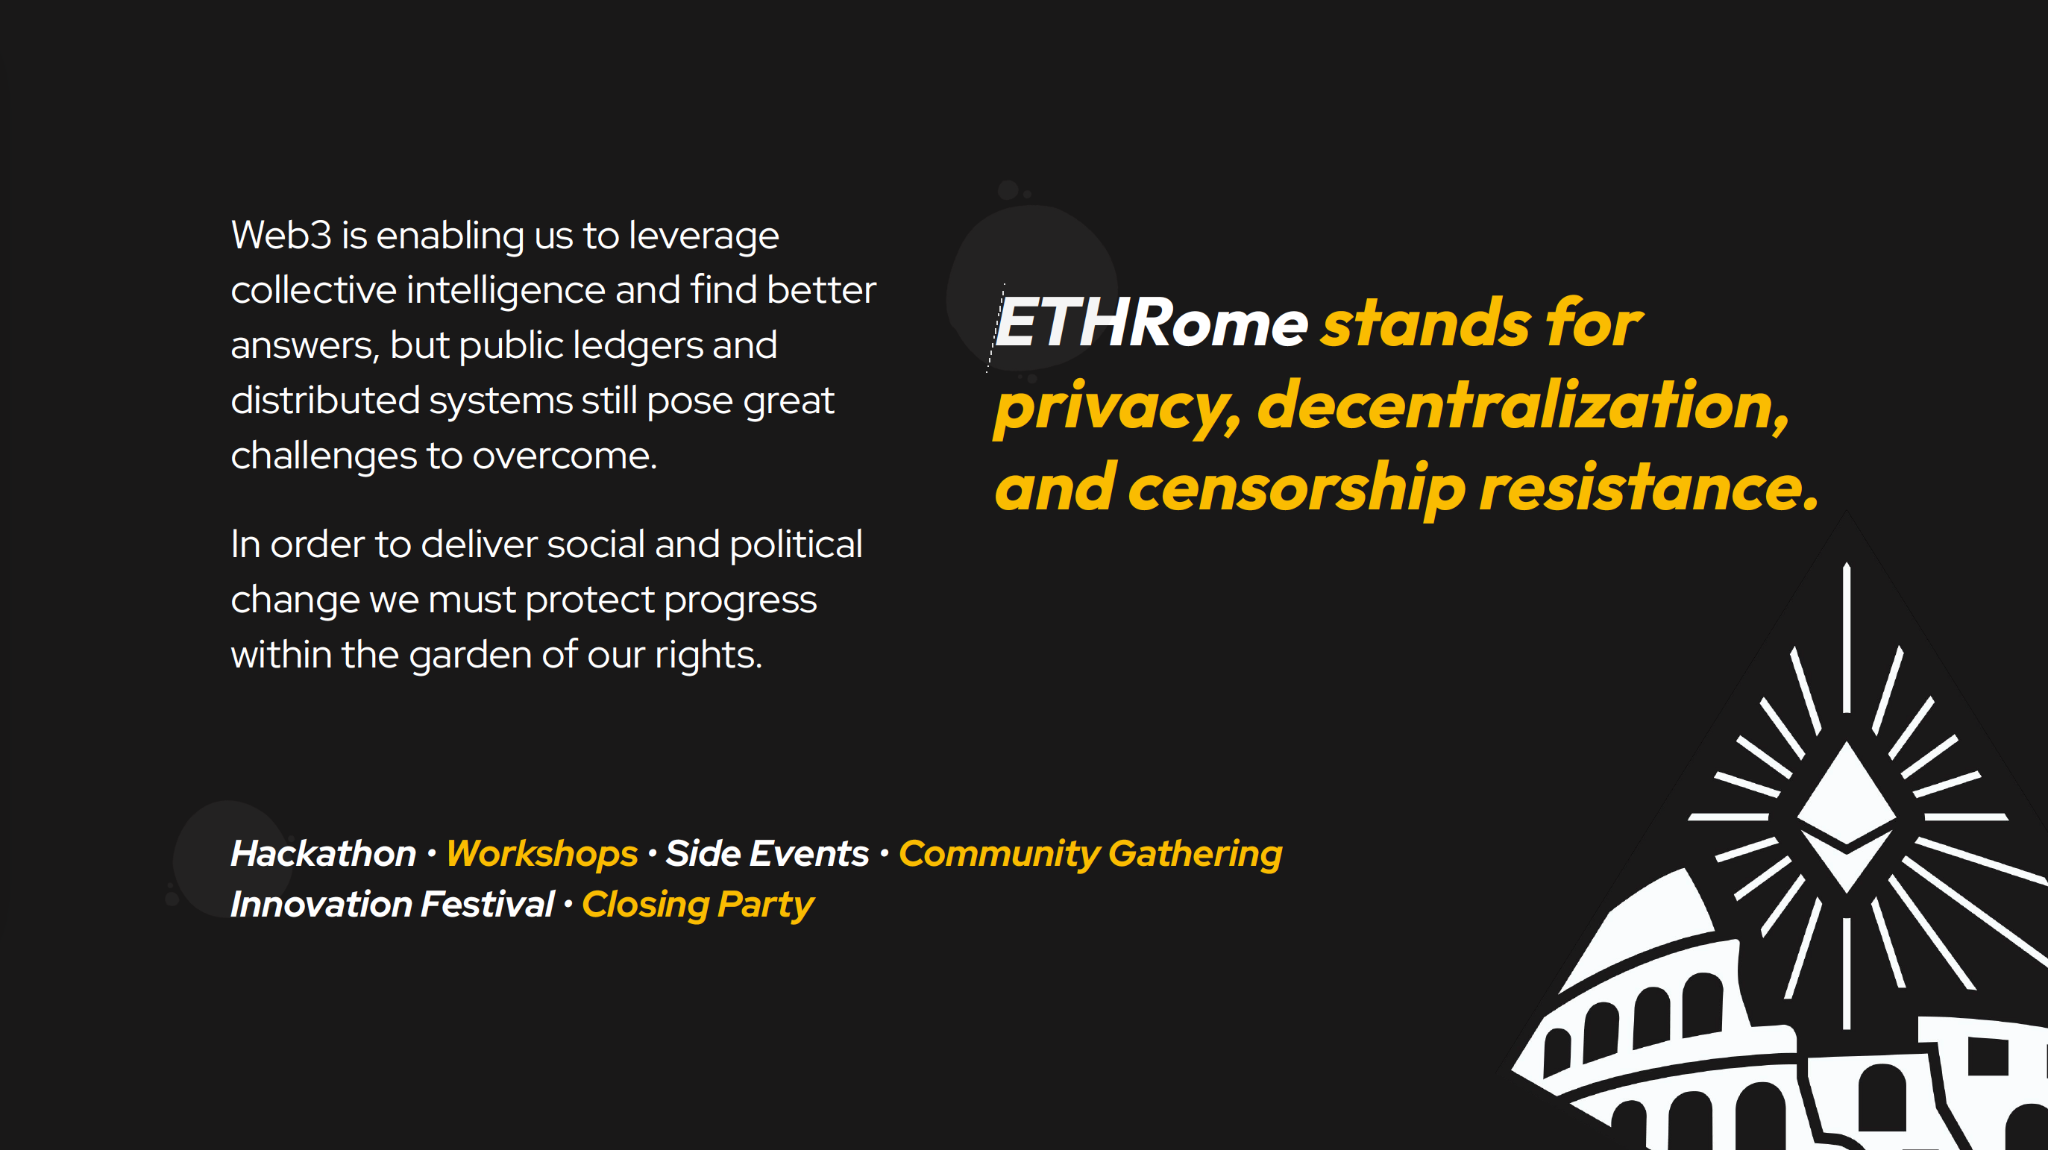 Web3 is enabling us to leverage
collective intelligence and find better
answers, but public ledgers and
distributed systems still pose great
challenges to overcome.
In order to deliver social and political
change we must protect progress
within the garden of our rights.
ETHRome stands for
privacy, decentralization,
and censorship resistance.
Hackathon • Workshops • Side Events • Community Gathering
Innovation Festival • Closing Party